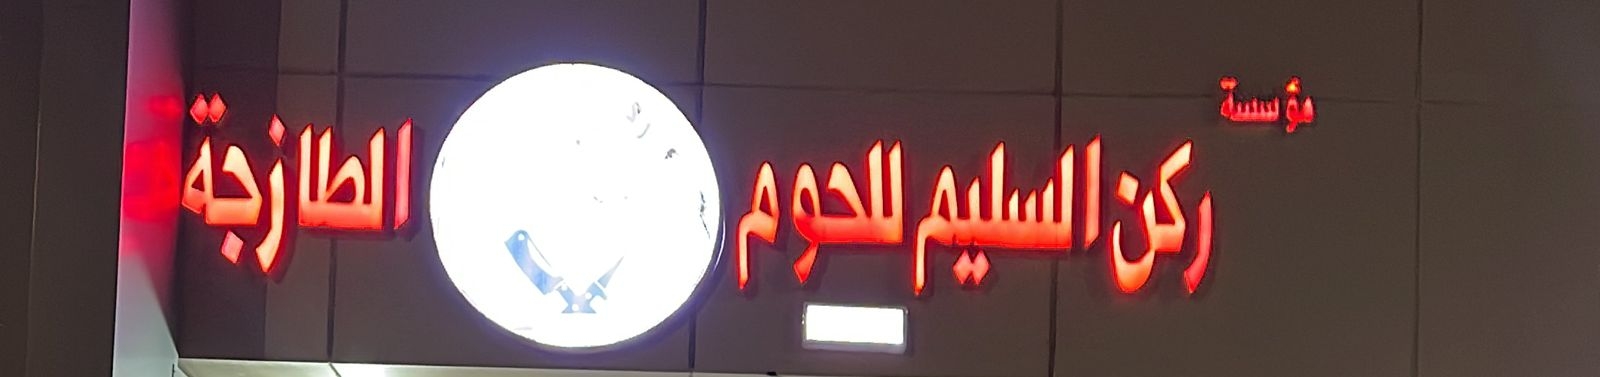 مؤسسة
ركن السليم للحوم الطازجة